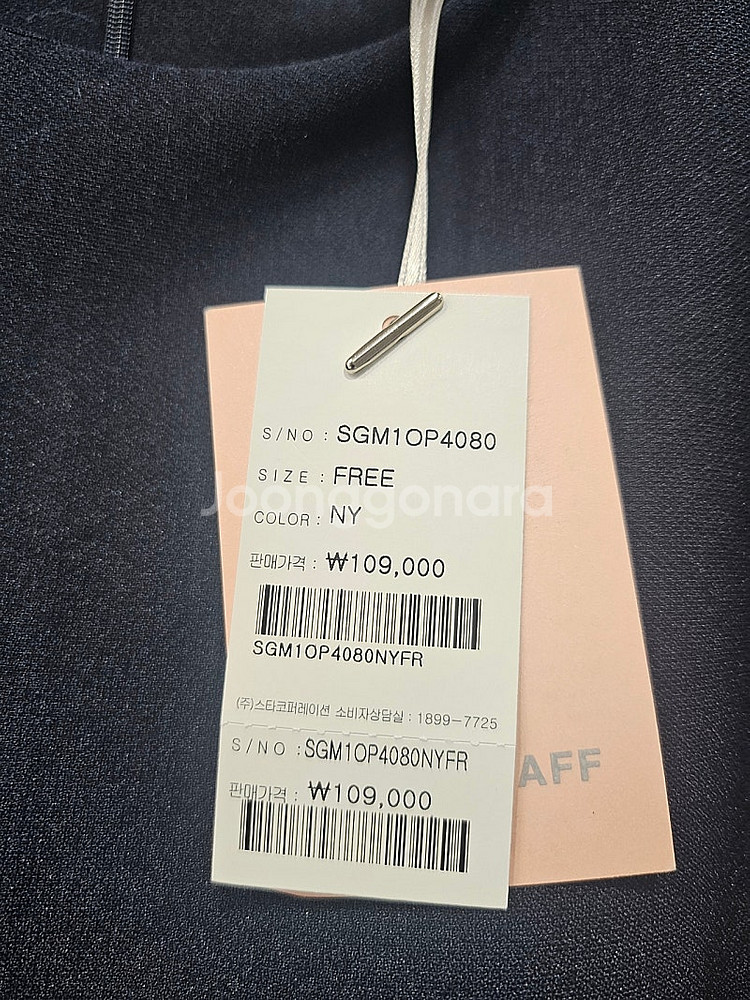 S/NO : SGM1OP4080
SIZE : FREE
Joongonara
COLOR : NY
판매가격 : ₩109,000
SGM1OP4080NYFR
(주)스타코퍼레이션 소비자상담실 : 1899-7725
S/NO : SGM1OP4080NYFR
AFF
판매가격 : ₩109,000